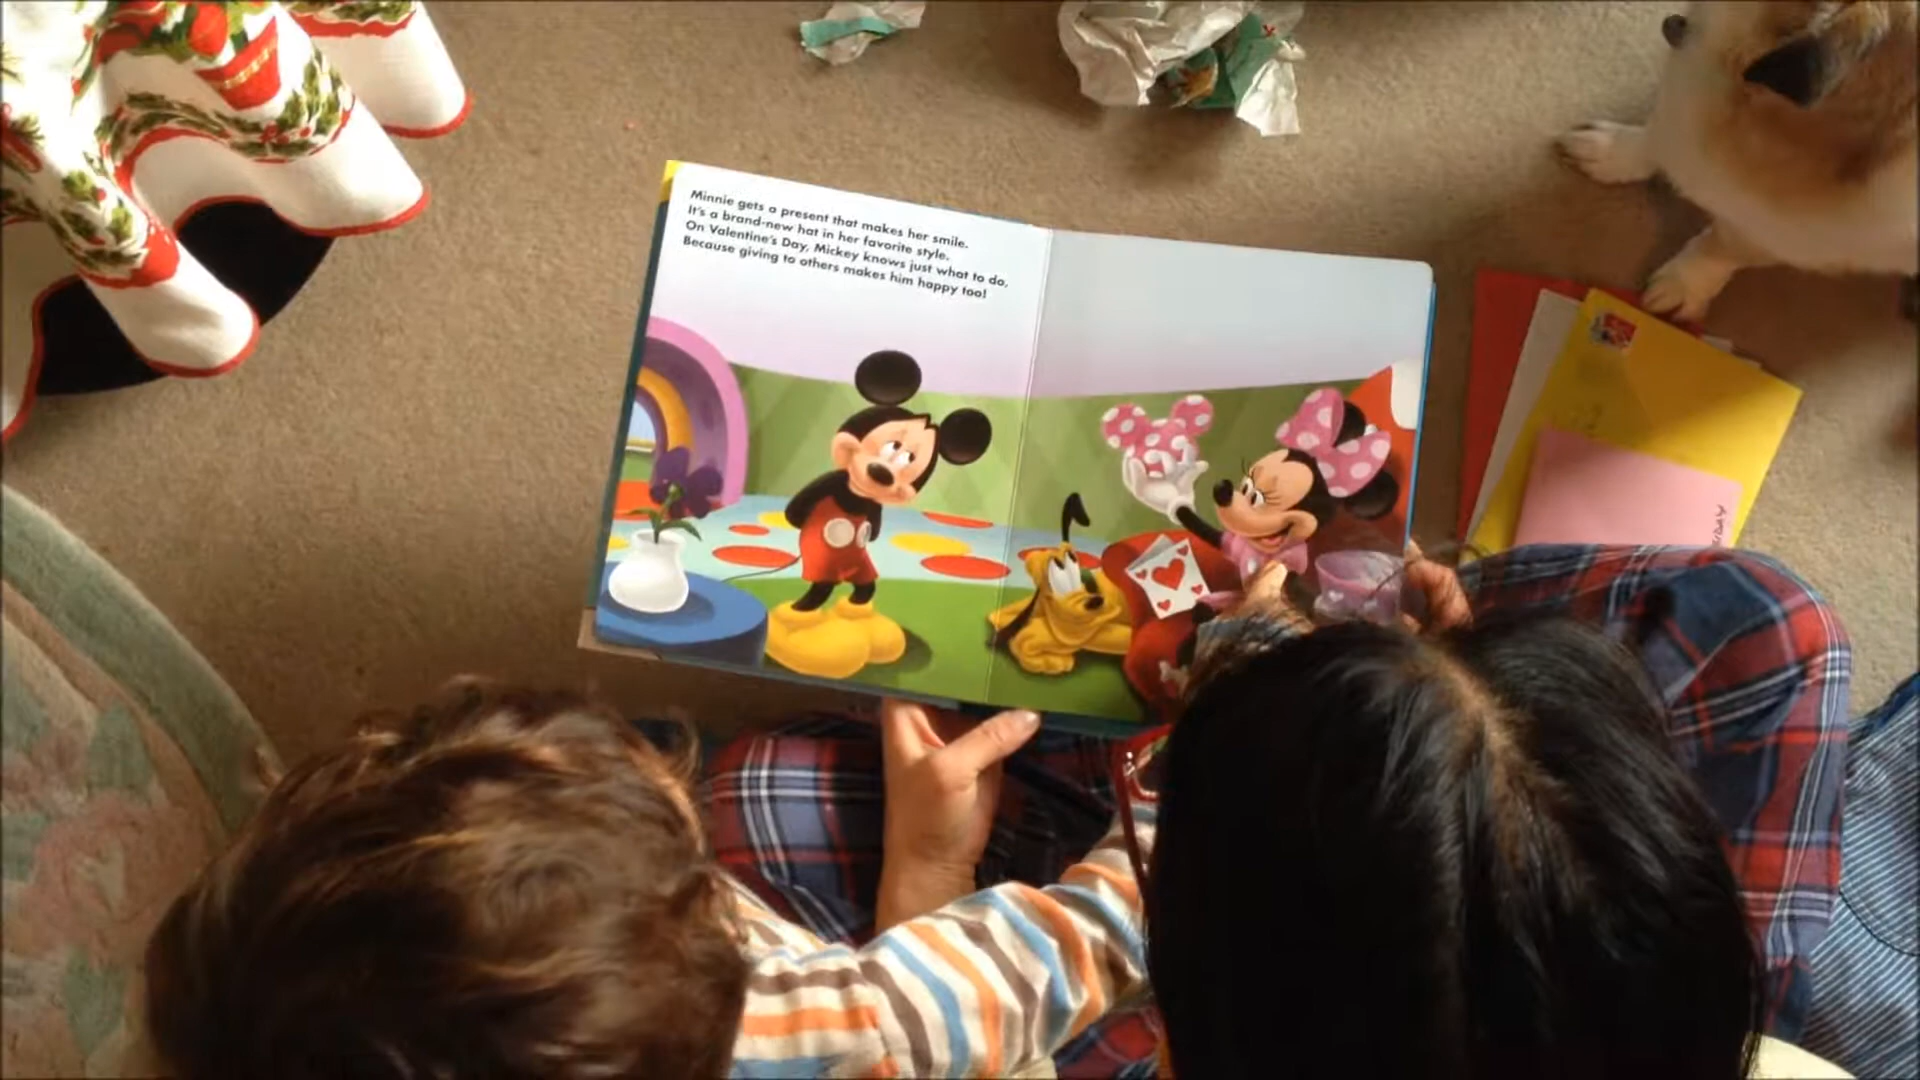 Minnie gets a present that makes her smile.
It's a brand-new hat in her favorite style.
On Valentine's Day, Mickey knows just what to do,
Because giving to others makes him happy too!